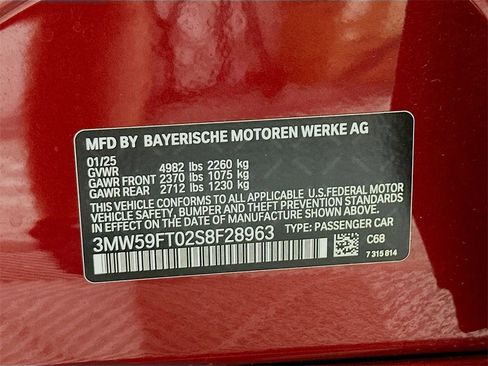 MFD BY BAYERISCHE MOTOREN WERKE AG
01/25
GVWR 4982 lbs 2260 kg
GAWR FRONT 2370 lbs 1075 kg
GAWR REAR 2712 lbs 1230 kg
THIS VEHICLE CONFORMS TO ALL APPLICABLE U.S.FEDERAL MOTOR
VEHICLE SAFETY, BUMPER, AND THEFT PREVENTION STANDARDS
IN EFFECT ON THE DATE OF MANUFACTURE SHOWN ABOVE.
3MW59FT02S8F28963 TYPE: PASSENGER CAR
C68
7 315 814